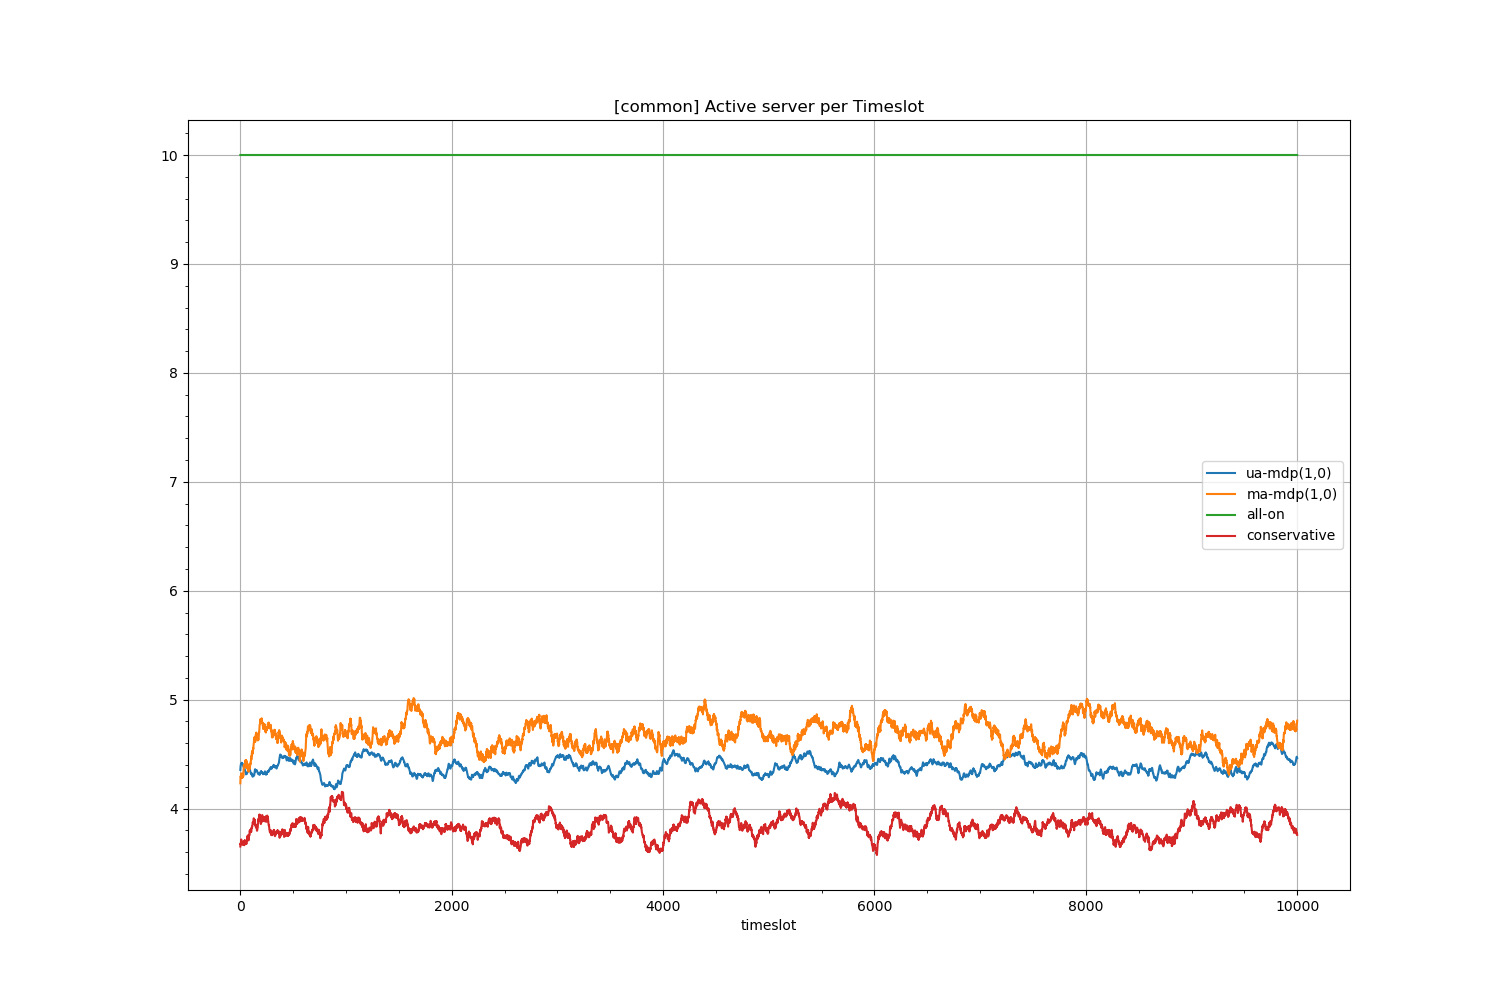 [common] Active server per Timeslot
10
9
8
7
6
5
4
ua-mdp(1,0)
ma-mdp(1,0)
all-on
conservative
0 2000 4000 6000 8000 10000
timeslot